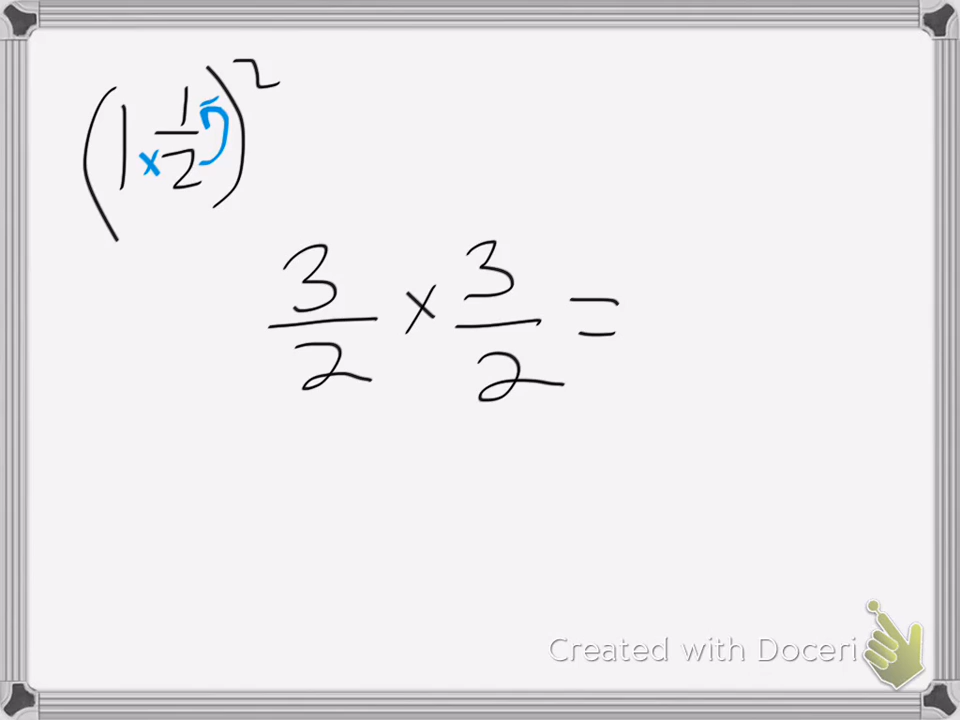 (1 1/2)²
3/2 × 3/2 =
Created with Doceri